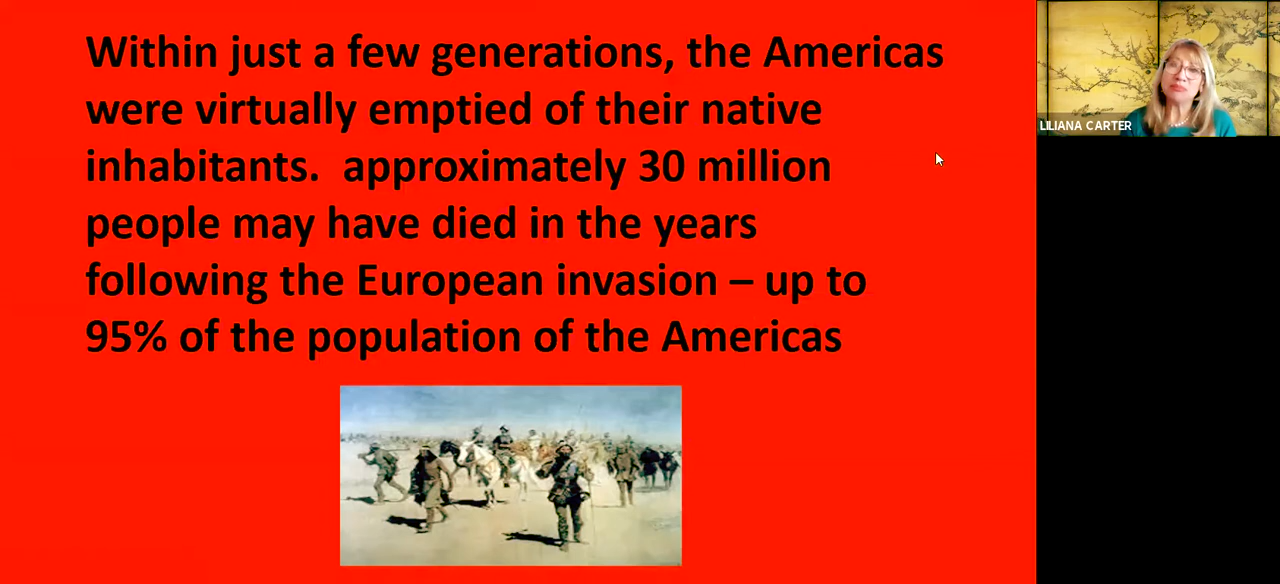 Within just a few generations, the Americas
were virtually emptied of their native
inhabitants.  approximately 30 million
people may have died in the years
following the European invasion – up to
95% of the population of the Americas
LILIANA CARTER